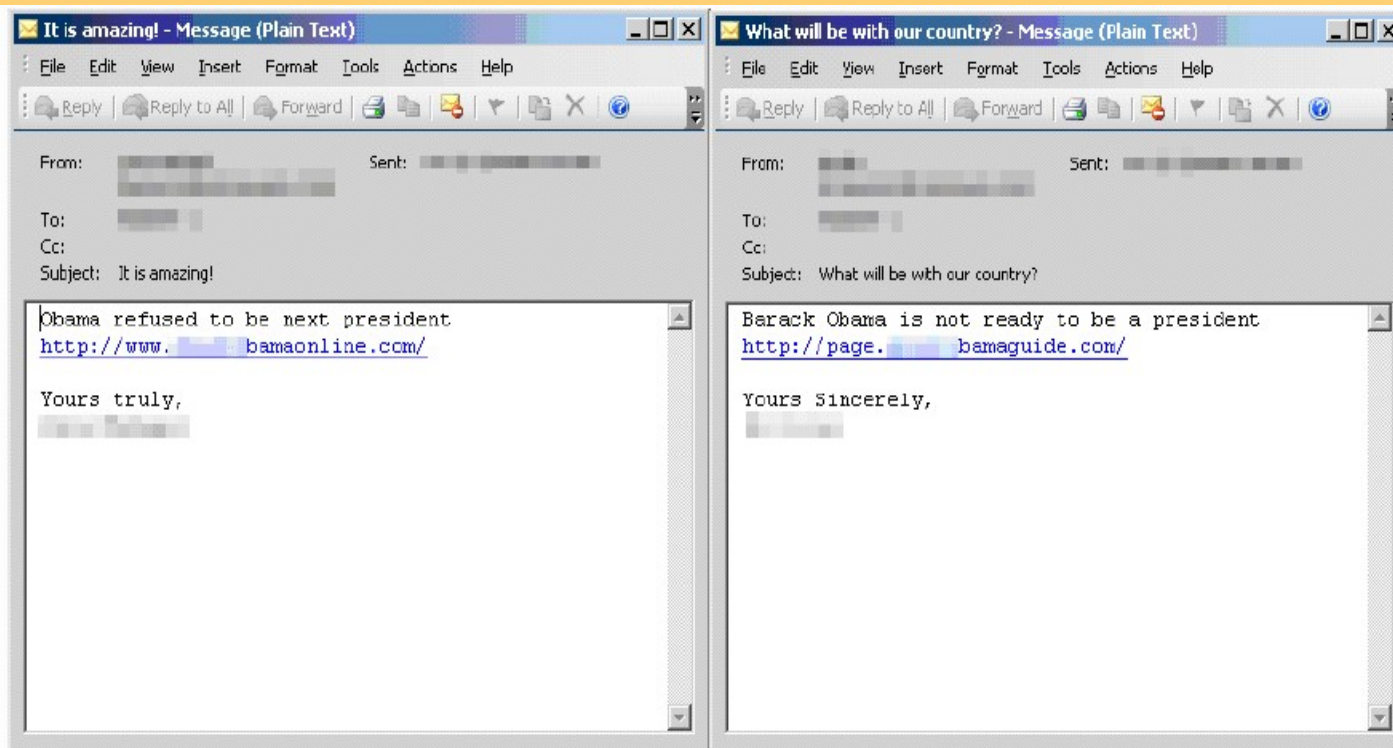 It is amazing! - Message (Plain Text)
File Edit View Insert Format Tools Actions Help
Reply Reply to All Forward
From: Sent:
To:
Cc:
Subject: It is amazing!
Obama refused to be next president
http://www. bamaonline.com/
Yours truly,
What will be with our country? - Message (Plain Text)
File Edit View Insert Format Tools Actions Help
Reply Reply to All Forward
From: Sent:
To:
Cc:
Subject: What will be with our country?
Barack Obama is not ready to be a president
http://page. bamaguide.com/
Yours Sincerely,